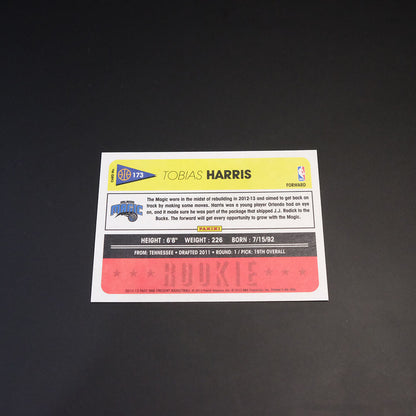 173
TOBIAS HARRIS
NBA
FORWARD
MAGIC
The Magic were in the midst of rebuilding in 2012-13 and aimed to get back on
track by making some moves. Harris was a young player Orlando had an eye
on, and it made sure he was part of the package that shipped J.J. Redick to the
Bucks. The forward will get every opportunity to grow with the Magic.
PANINI
HEIGHT : 6'8" WEIGHT : 226 BORN : 7/15/92
FROM: TENNESSEE • DRAFTED 2011 • ROUND: 1 / PICK: 19TH OVERALL
ROOKIE